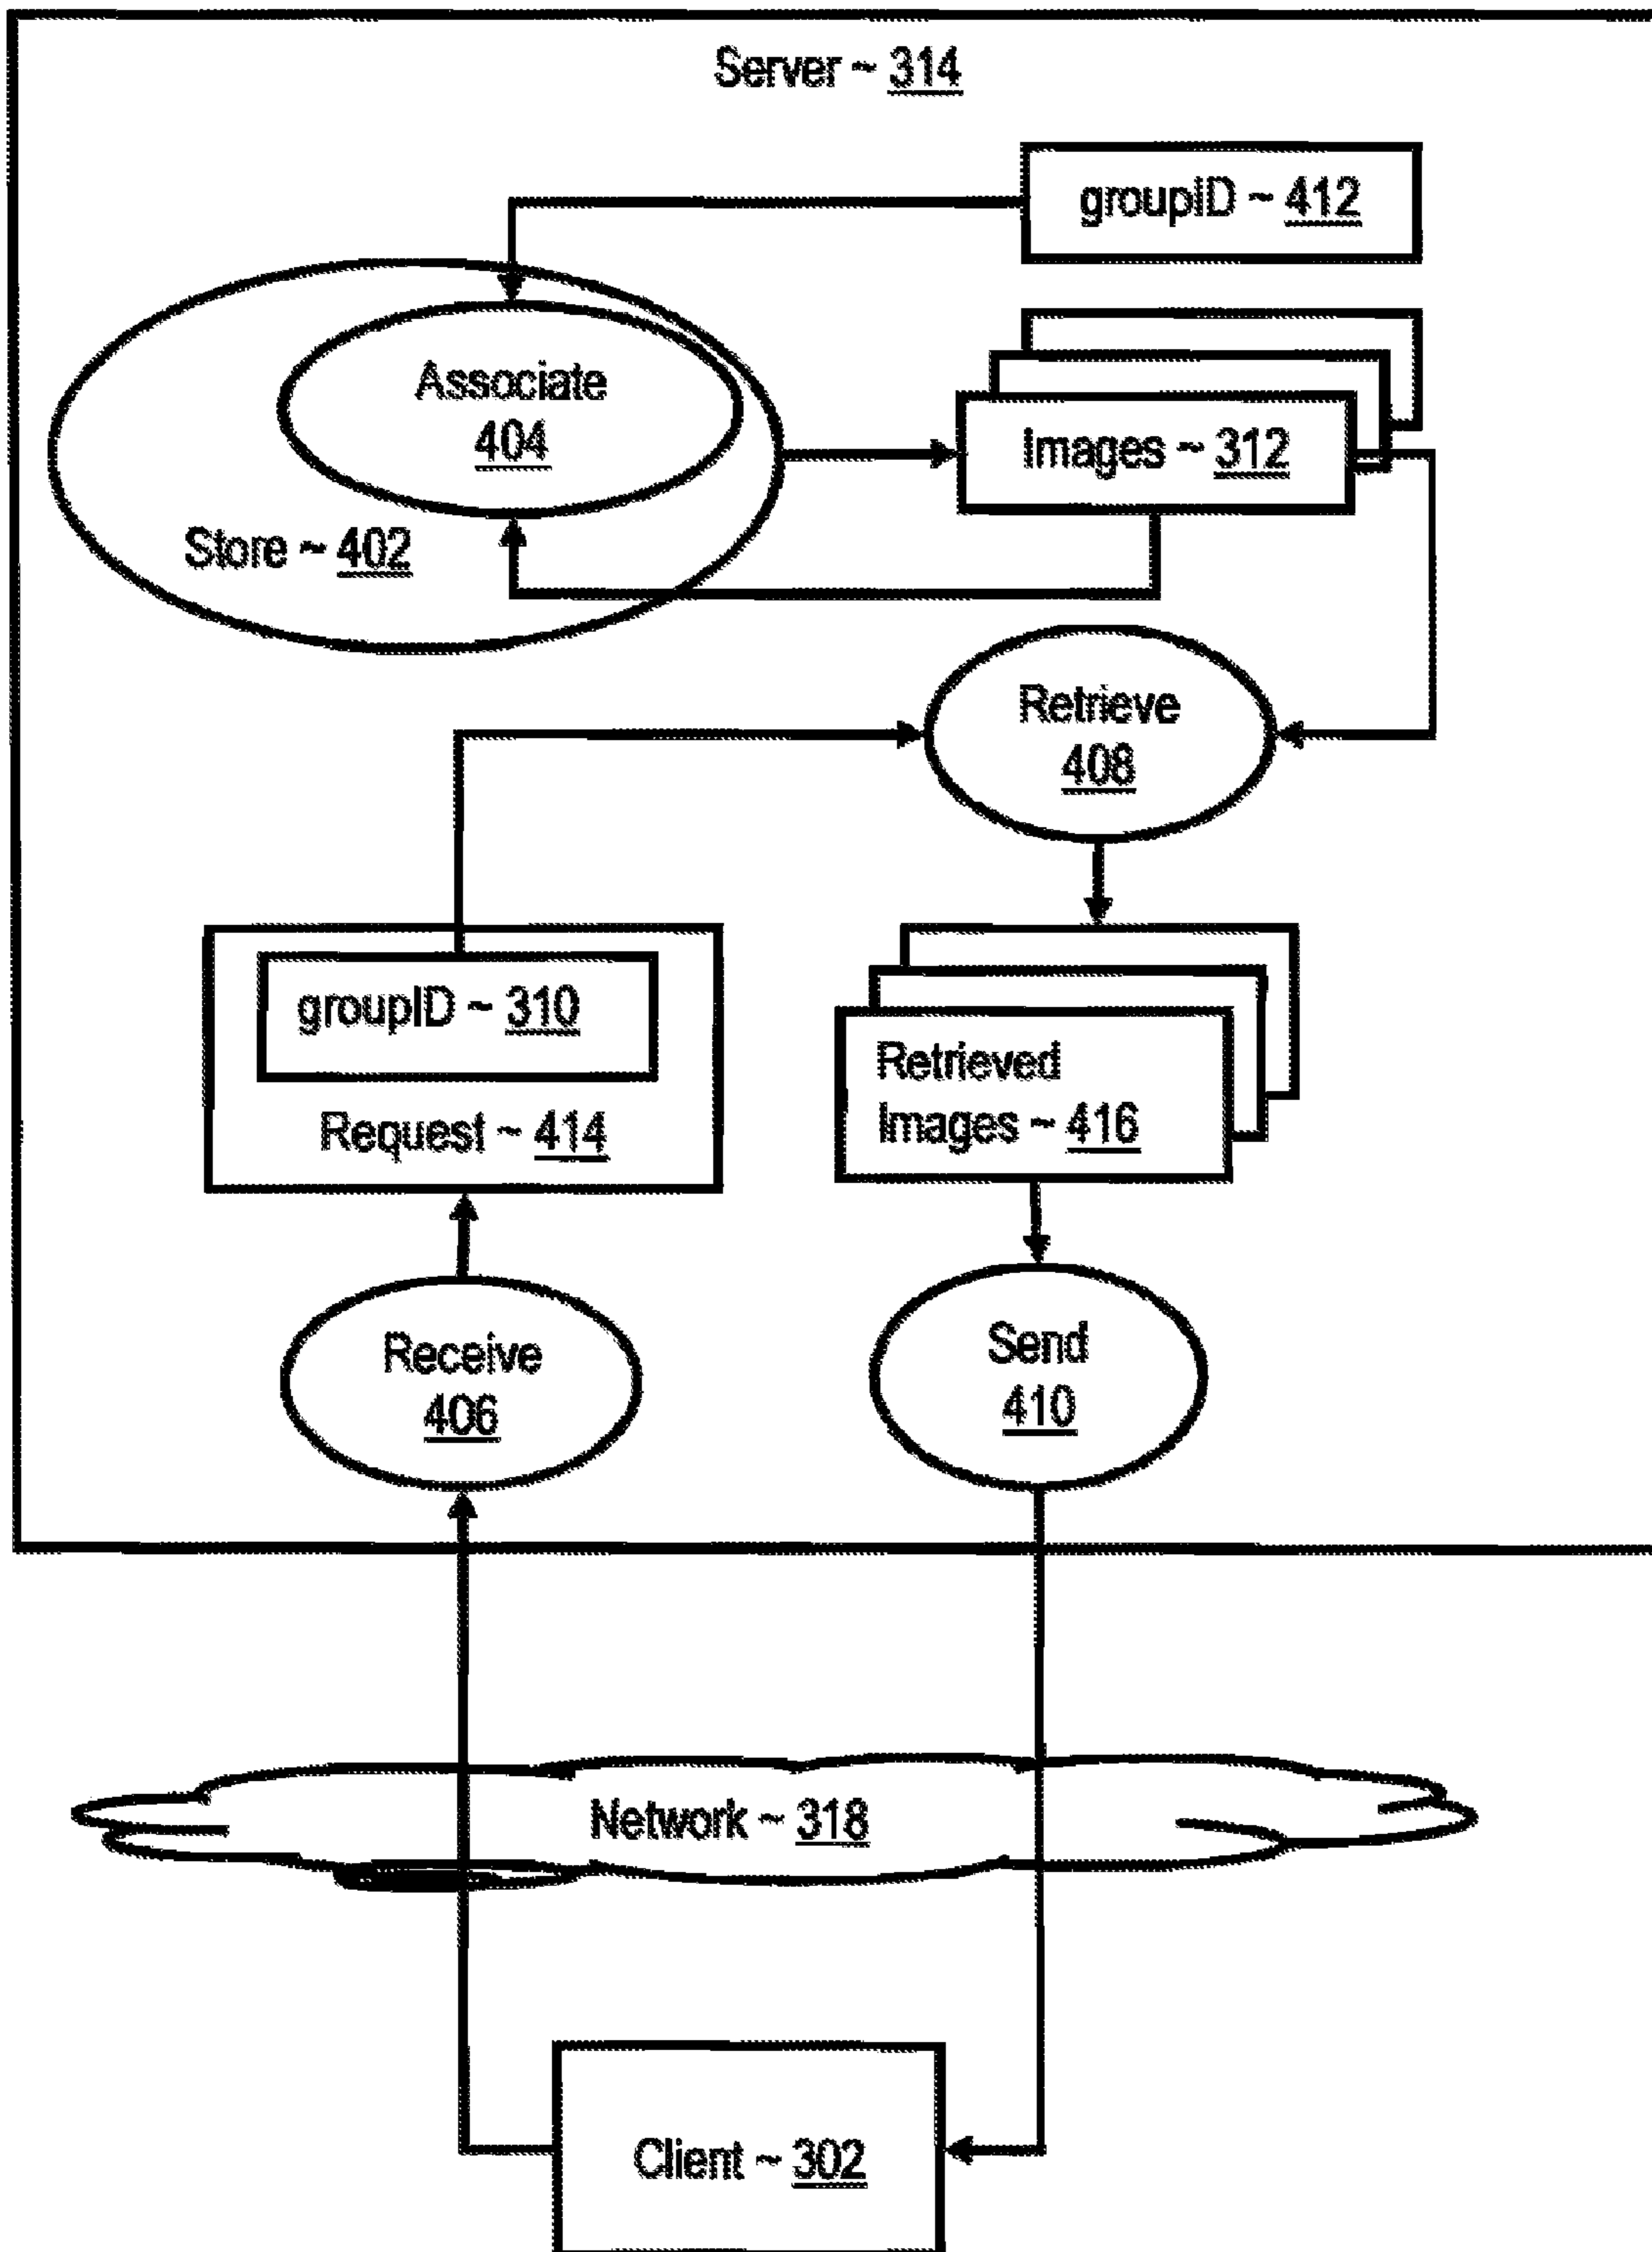 Server ~ 314
groupID ~ 412
Associate
404
Images ~ 312
Store ~ 402
Retrieve
408
groupID ~ 310
Request ~ 414
Retrieved
Images ~ 416
Receive
406
Send
410
Network ~ 318
Client ~ 302